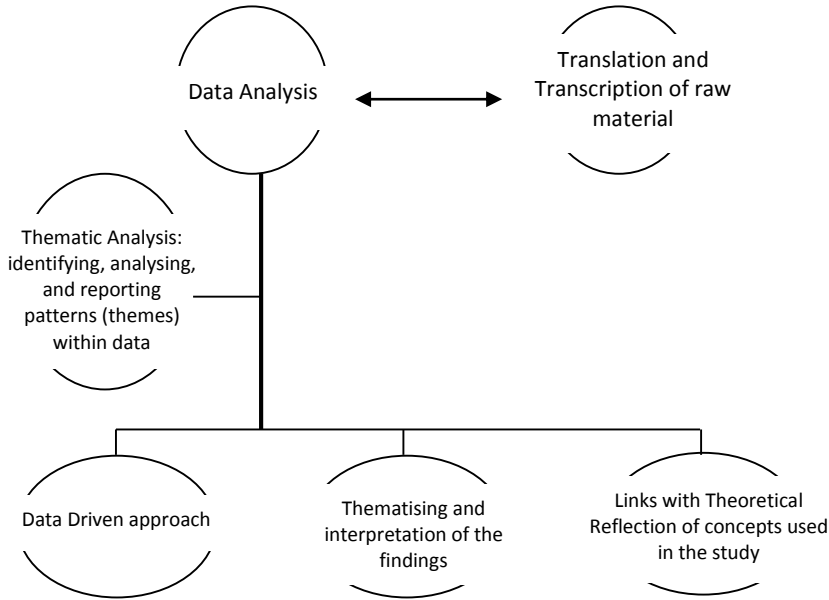 Data Analysis
Translation and
Transcription of raw
material
Thematic Analysis:
identifying, analysing,
and reporting
patterns (themes)
within data
Data Driven approach
Thematising and
interpretation of the
findings
Links with Theoretical
Reflection of concepts used
in the study